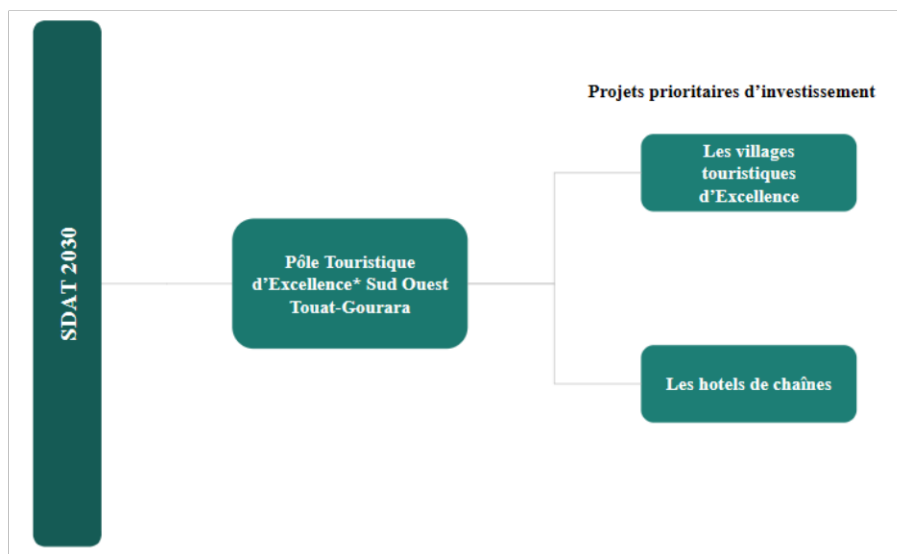 SDAT 2030
Pôle Touristique
d'Excellence* Sud Ouest
Touat-Gourara
Projets prioritaires d'investissement
Les villages
touristiques
d'Excellence
Les hotels de chaînes